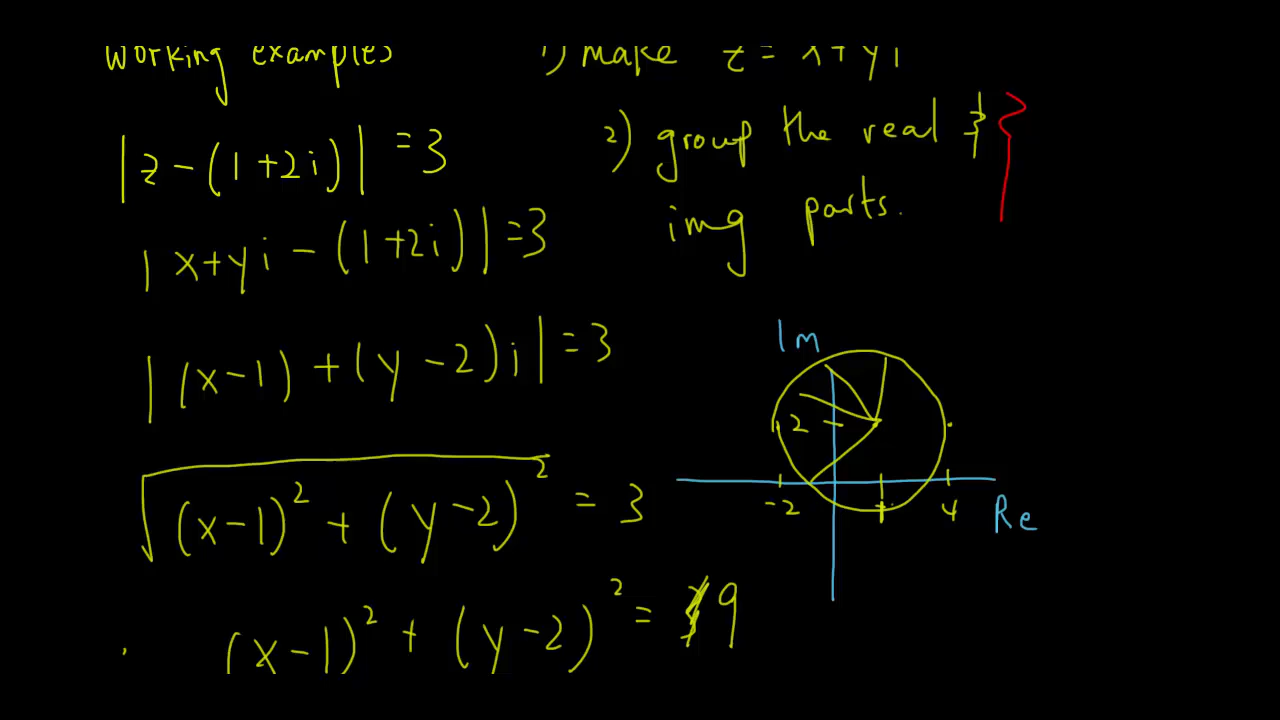 Working examples
|z-(1+2i)| = 3
|x+yi-(1+2i)| = 3
|(x-1)+(y-2)i| = 3
√((x-1)²+(y-2)²) = 3
(x-1)²+(y-2)² = 9
1) make z = x+yi
2) group the real &
img parts.
Im
2
-2
4
Re